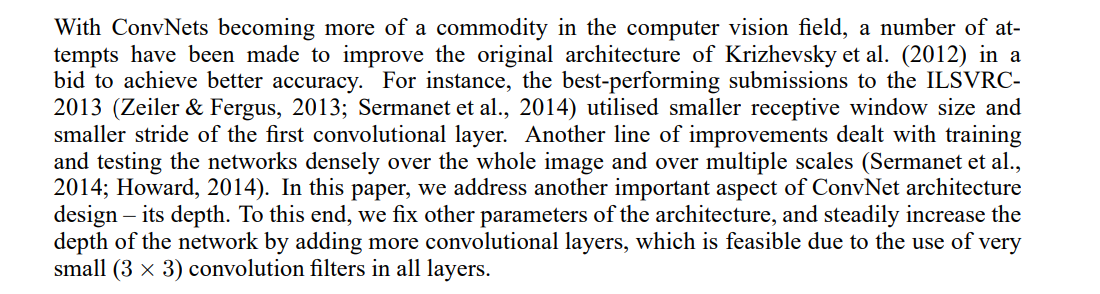 With ConvNets becoming more of a commodity in the computer vision field, a number of at-
tempts have been made to improve the original architecture of Krizhevsky et al. (2012) in a
bid to achieve better accuracy. For instance, the best-performing submissions to the ILSVRC-
2013 (Zeiler & Fergus, 2013; Sermanet et al., 2014) utilised smaller receptive window size and
smaller stride of the first convolutional layer. Another line of improvements dealt with training
and testing the networks densely over the whole image and over multiple scales (Sermanet et al.,
2014; Howard, 2014). In this paper, we address another important aspect of ConvNet architecture
design – its depth. To this end, we fix other parameters of the architecture, and steadily increase the
depth of the network by adding more convolutional layers, which is feasible due to the use of very
small (3 × 3) convolution filters in all layers.